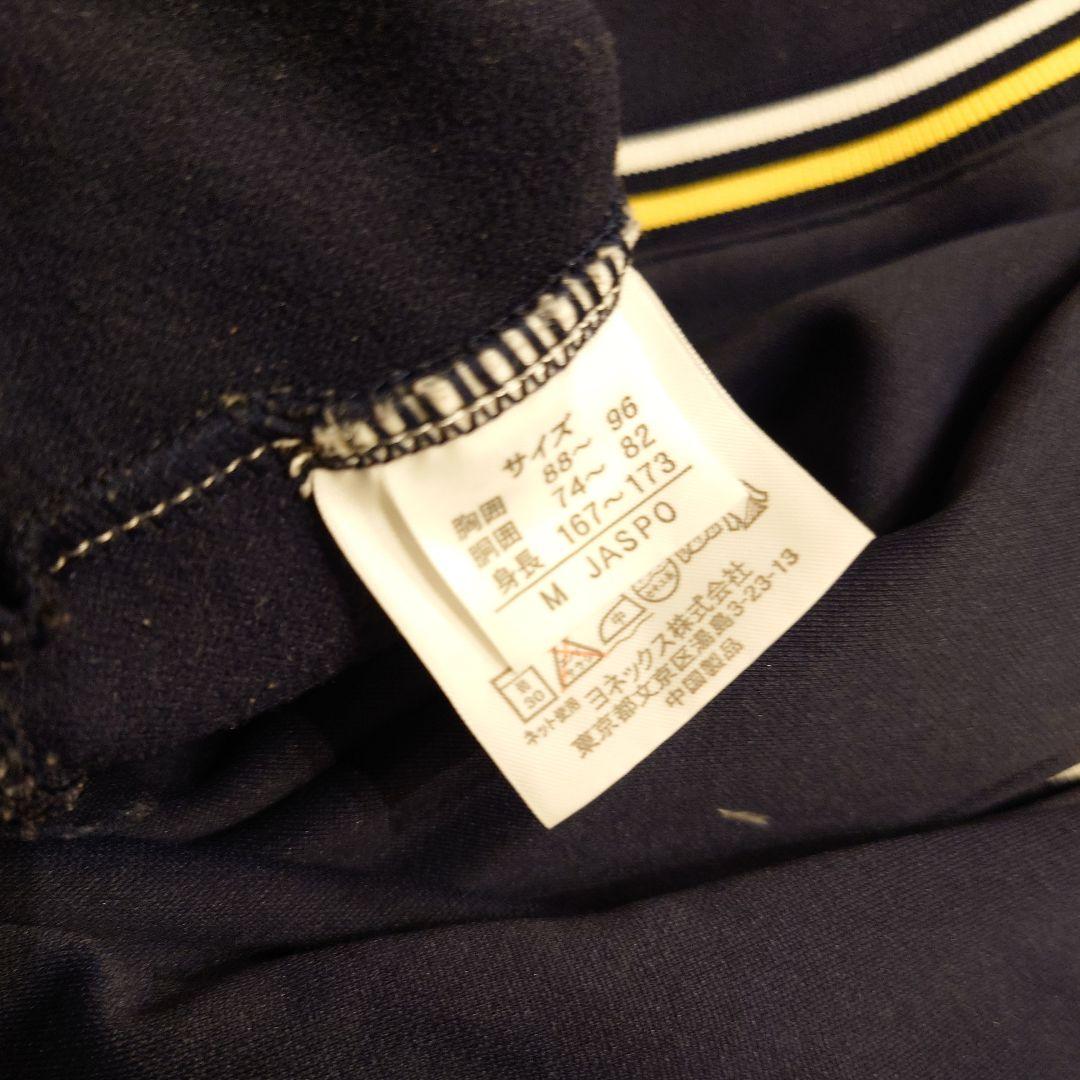 サイズ
胸囲 88～ 96
胴囲 74～ 82
身長 167～173
M JASPO
中
30
ネット使用
ヨネックス株式会社
東京都文京区湯島3-23-13
中国製品